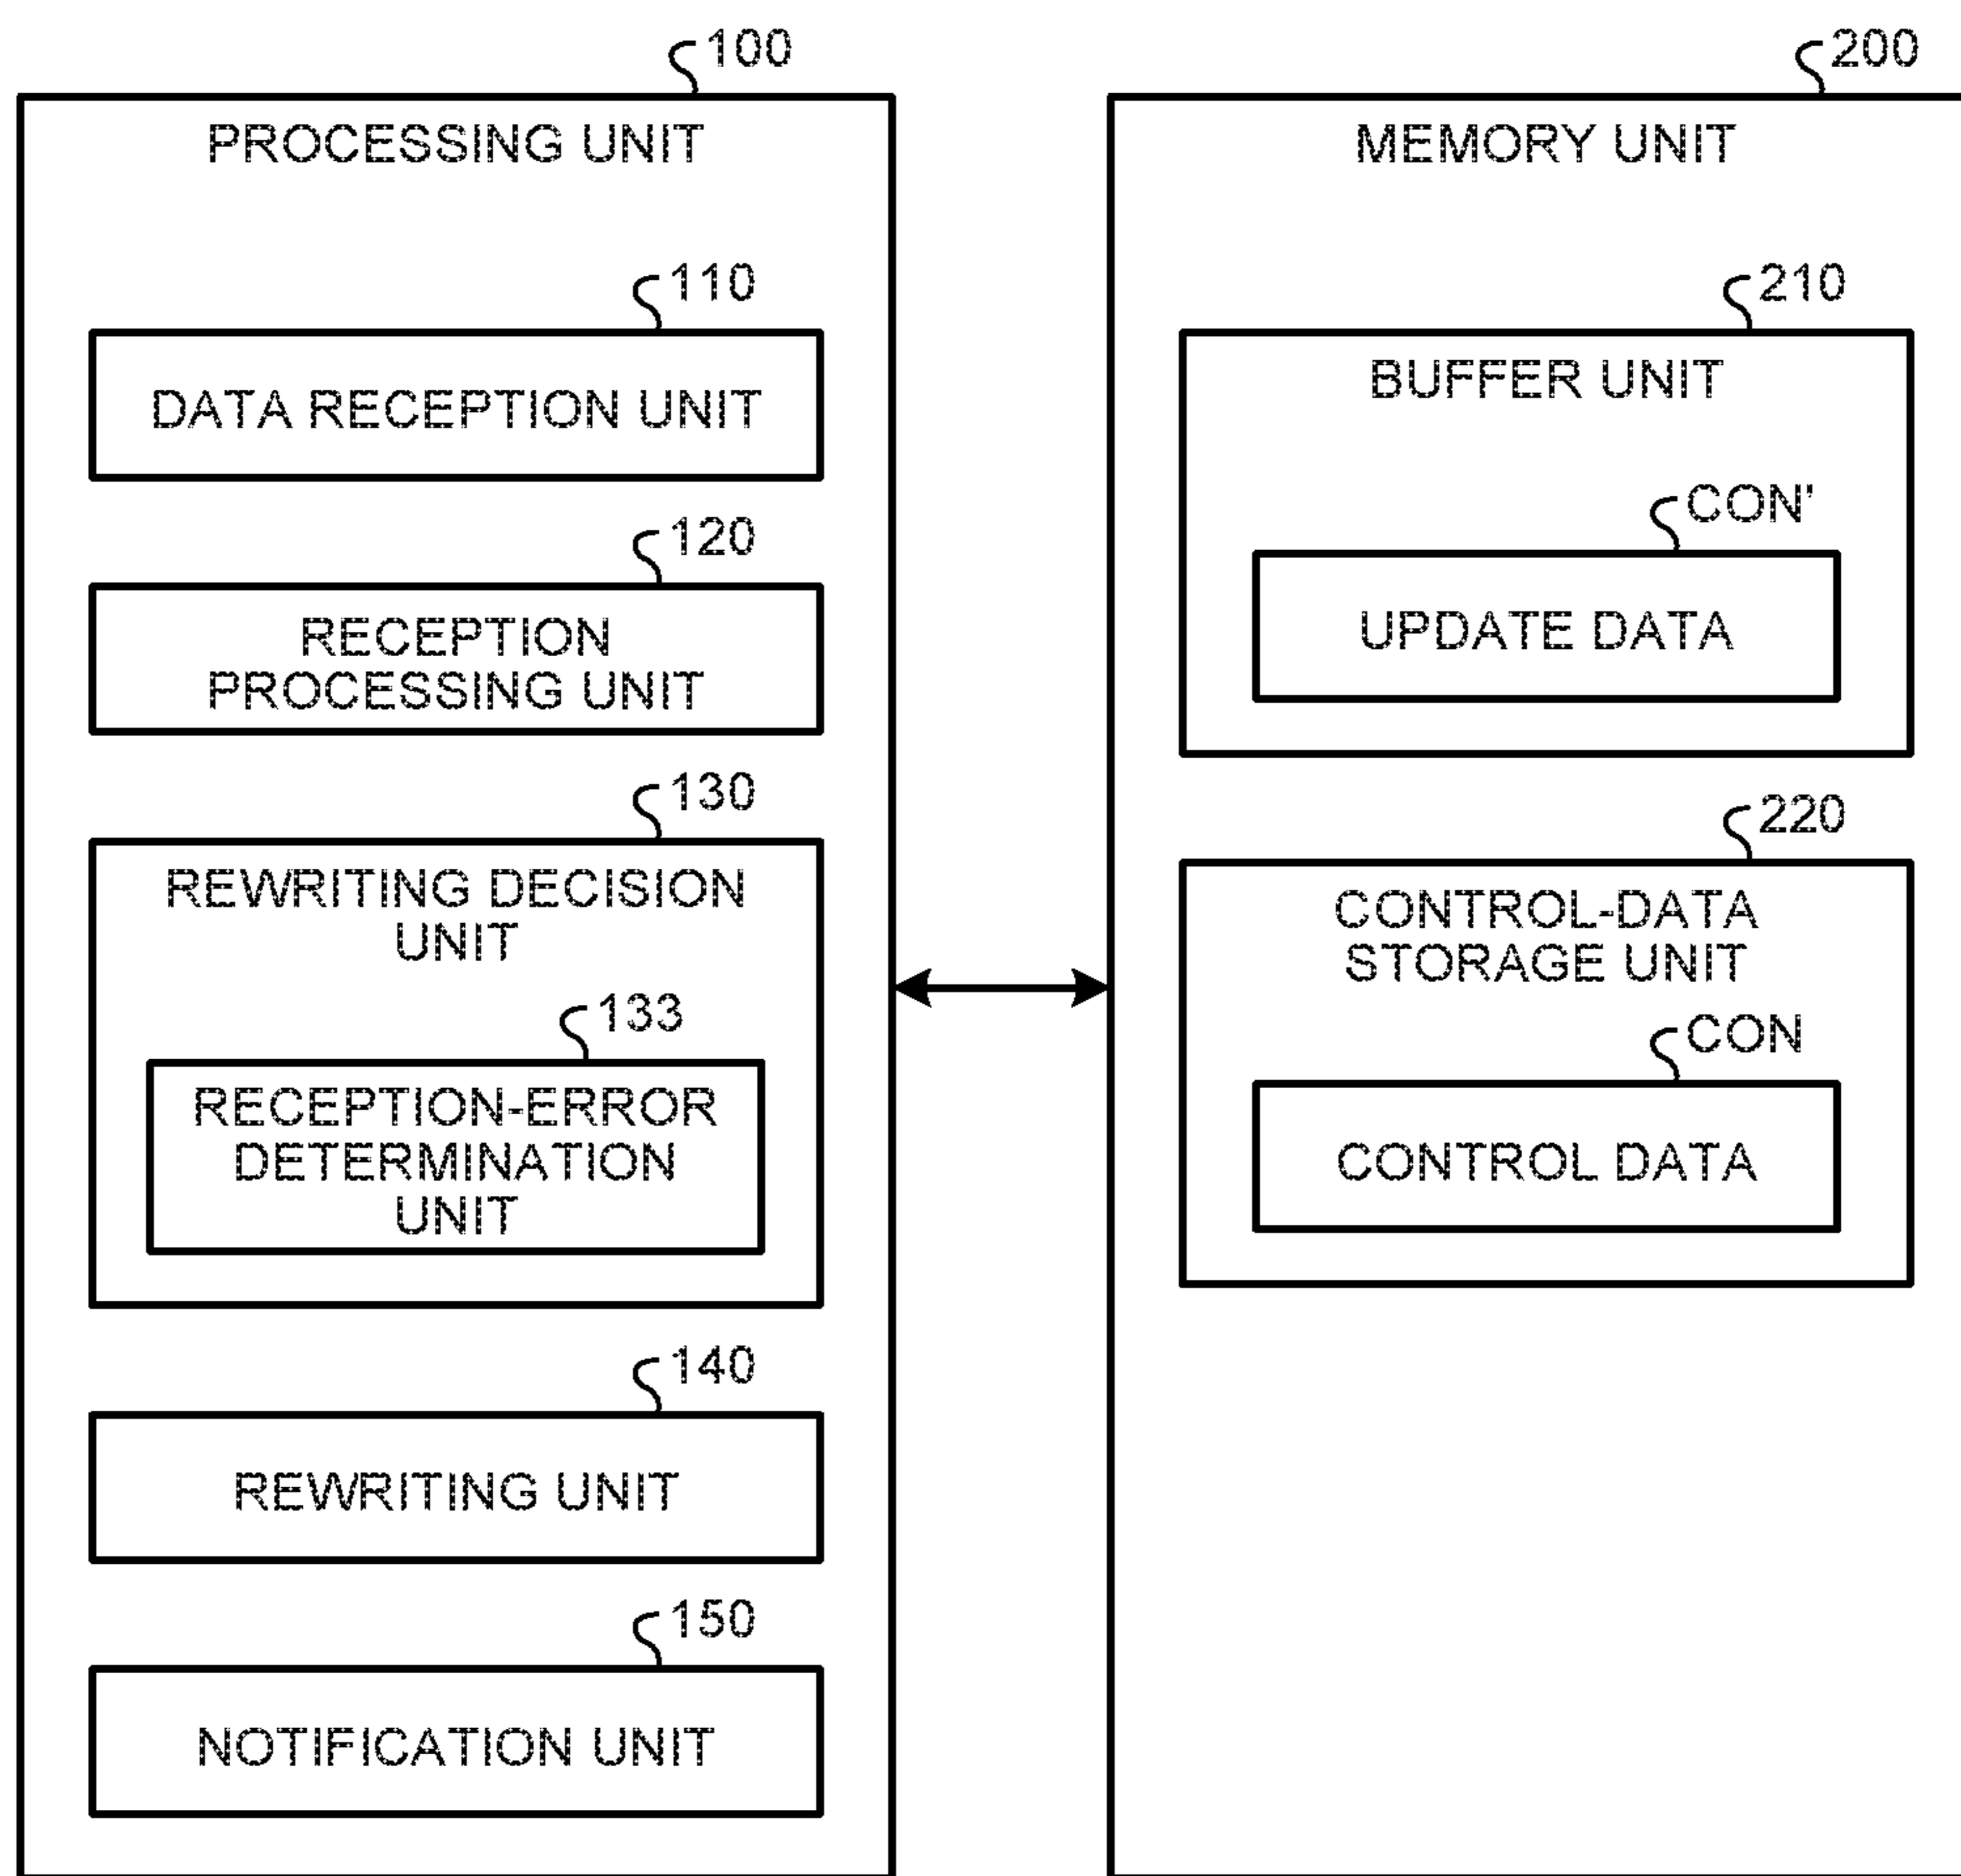 100
PROCESSING UNIT
110
DATA RECEPTION UNIT
120
RECEPTION
PROCESSING UNIT
130
REWRITING DECISION
UNIT
133
RECEPTION-ERROR
DETERMINATION
UNIT
140
REWRITING UNIT
150
NOTIFICATION UNIT
200
MEMORY UNIT
210
BUFFER UNIT
CON'
UPDATE DATA
220
CONTROL-DATA
STORAGE UNIT
CON
CONTROL DATA